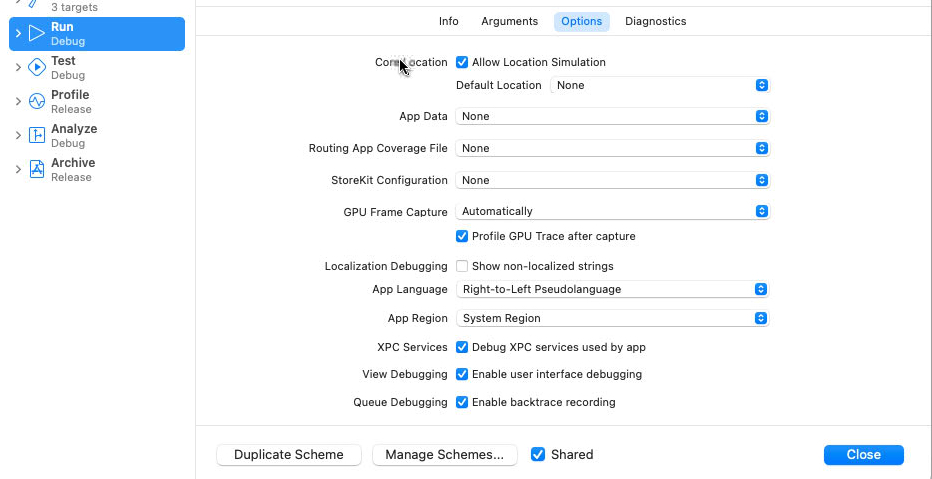 3 targets
Run
Debug
Test
Debug
Profile
Release
Analyze
Debug
Archive
Release
Info Arguments Options Diagnostics
Core Location Allow Location Simulation
Default Location None
App Data None
Routing App Coverage File None
StoreKit Configuration None
GPU Frame Capture Automatically
Profile GPU Trace after capture
Localization Debugging Show non-localized strings
App Language Right-to-Left Pseudolanguage
App Region System Region
XPC Services Debug XPC services used by app
View Debugging Enable user interface debugging
Queue Debugging Enable backtrace recording
Duplicate Scheme Manage Schemes... Shared Close